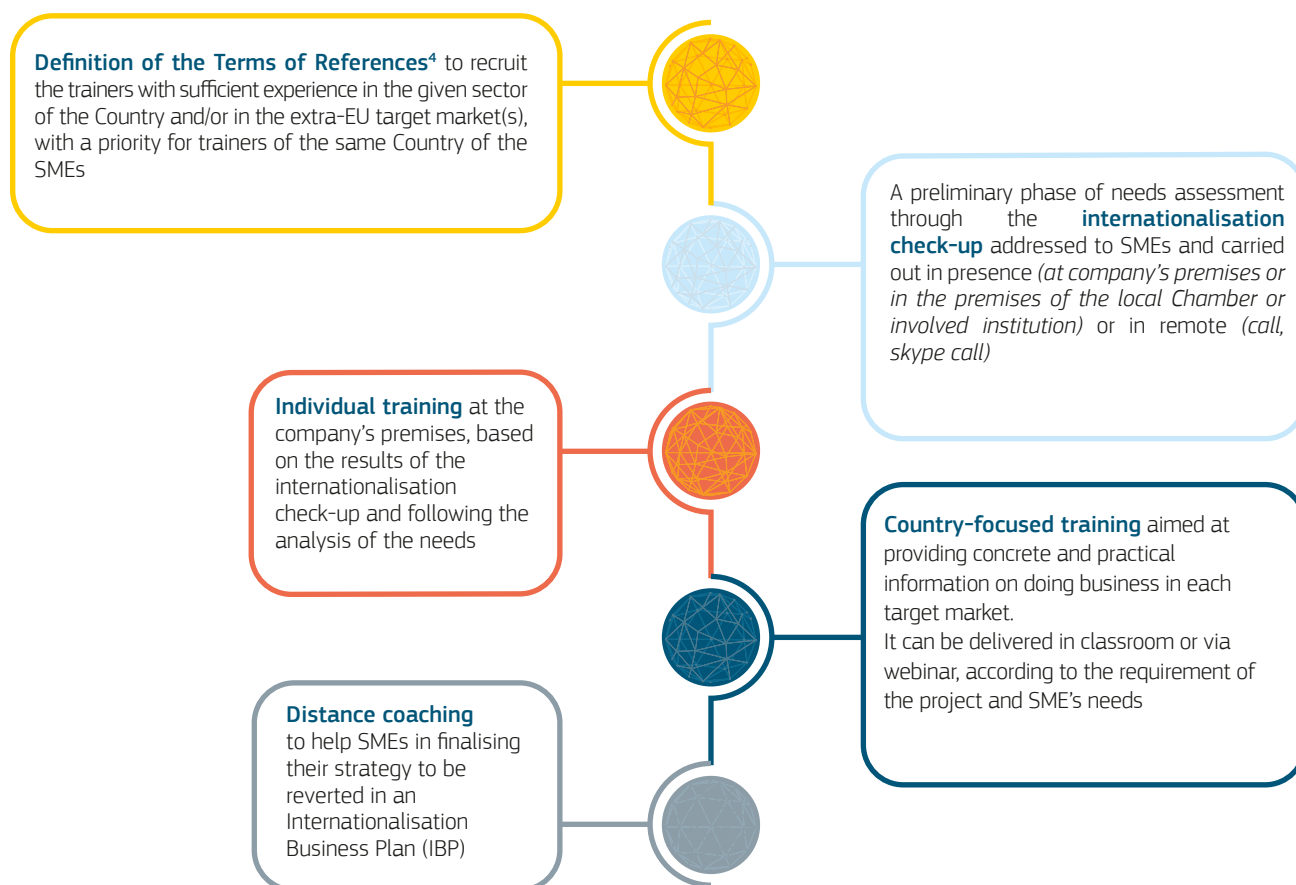 Definition of the Terms of References⁴ to recruit
the trainers with sufficient experience in the given sector
of the Country and/or in the extra-EU target market(s),
with a priority for trainers of the same Country of the
SMEs
A preliminary phase of needs assessment
through the internationalisation
check-up addressed to SMEs and carried
out in presence (at company's premises or
in the premises of the local Chamber or
involved institution) or in remote (call,
skype call)
Individual training at the
company's premises, based
on the results of the
internationalisation
check-up and following the
analysis of the needs
Country-focused training aimed at
providing concrete and practical
information on doing business in each
target market.
It can be delivered in classroom or via
webinar, according to the requirement of
the project and SME's needs
Distance coaching
to help SMEs in finalising
their strategy to be
reverted in an
Internationalisation
Business Plan (IBP)